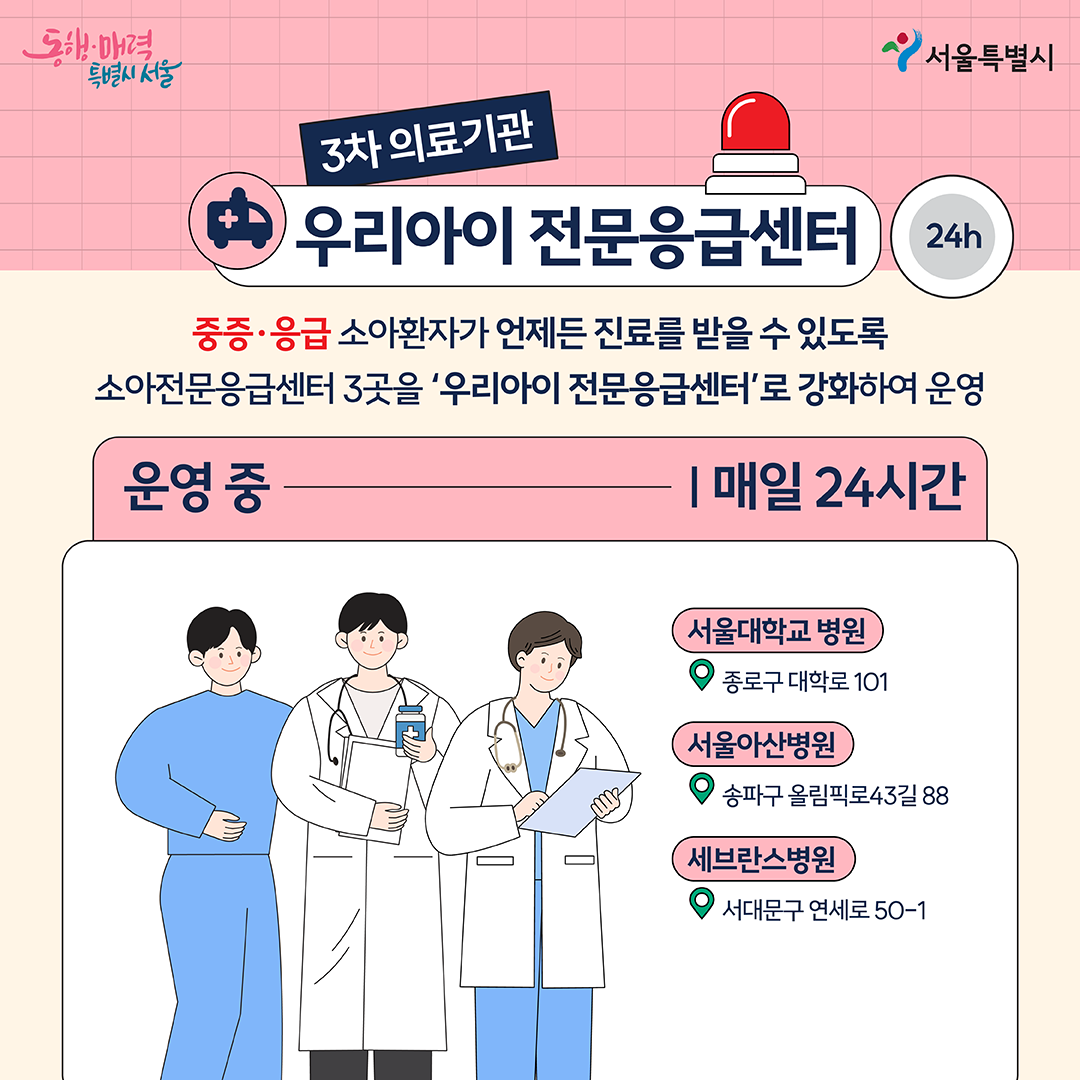 동행·매력
특별시 서울
서울특별시
3차 의료기관
우리아이 전문응급센터
24h
중증·응급 소아환자가 언제든 진료를 받을 수 있도록
소아전문응급센터 3곳을 ‘우리아이 전문응급센터’로 강화하여 운영
운영 중 | 매일 24시간
서울대학교 병원
종로구 대학로 101
서울아산병원
송파구 올림픽로43길 88
세브란스병원
서대문구 연세로 50-1